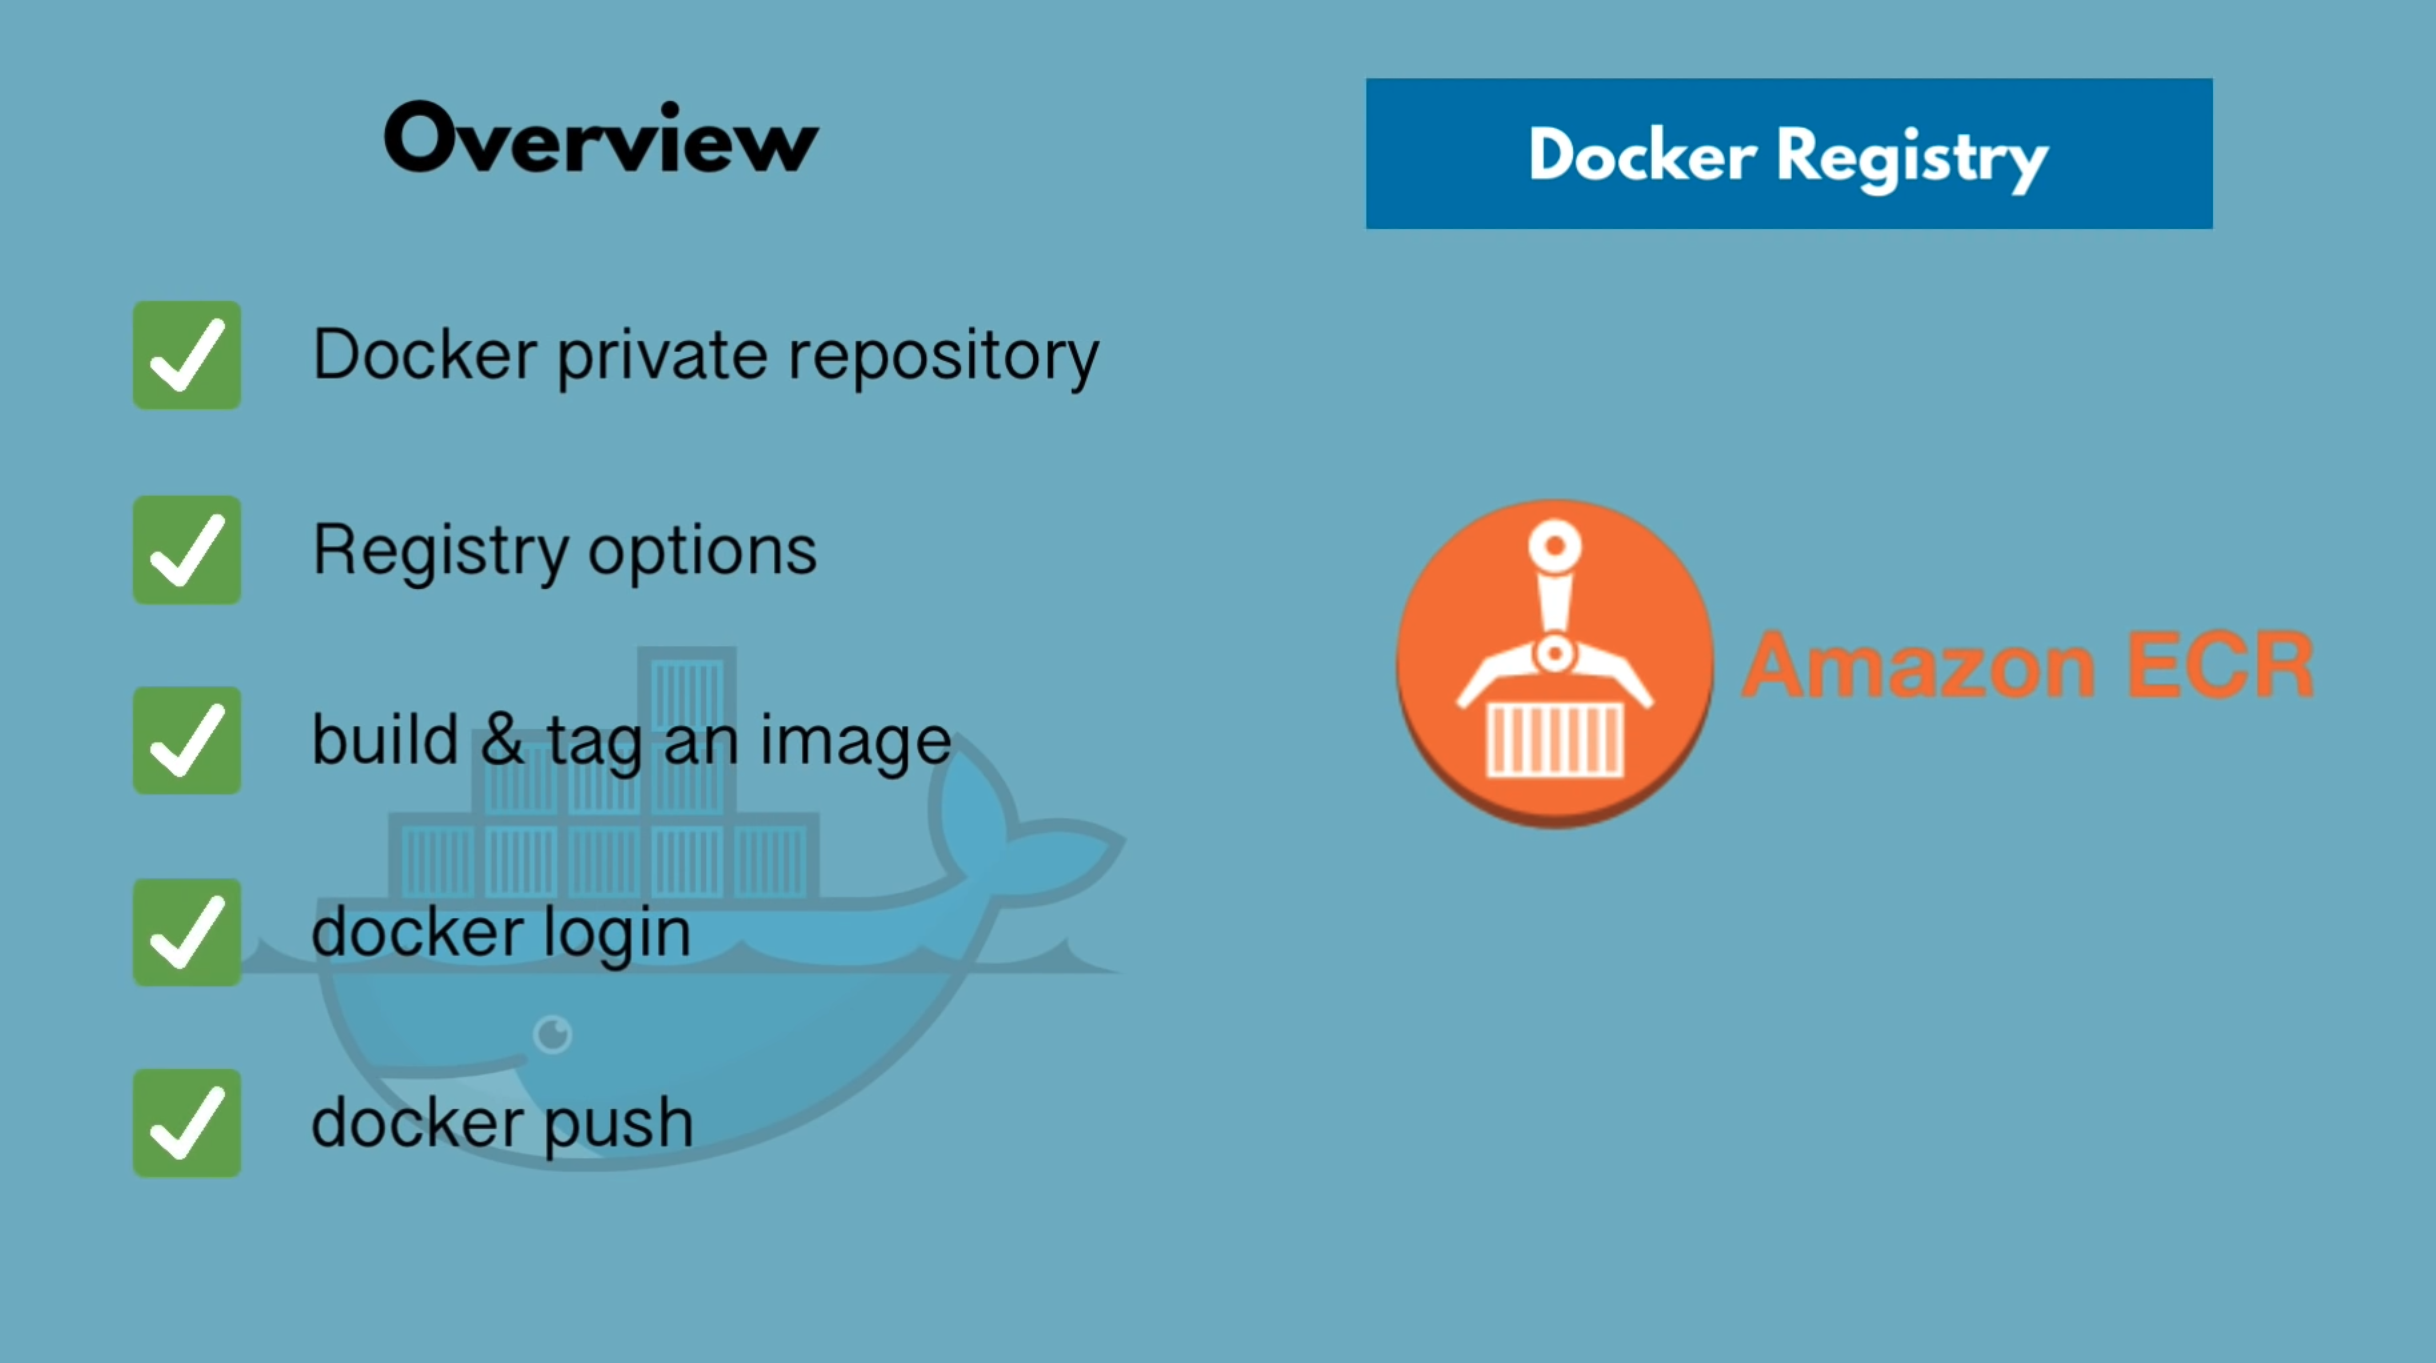 Overview
Docker private repository
Registry options
build & tag an image
docker login
docker push
Docker Registry
Amazon ECR